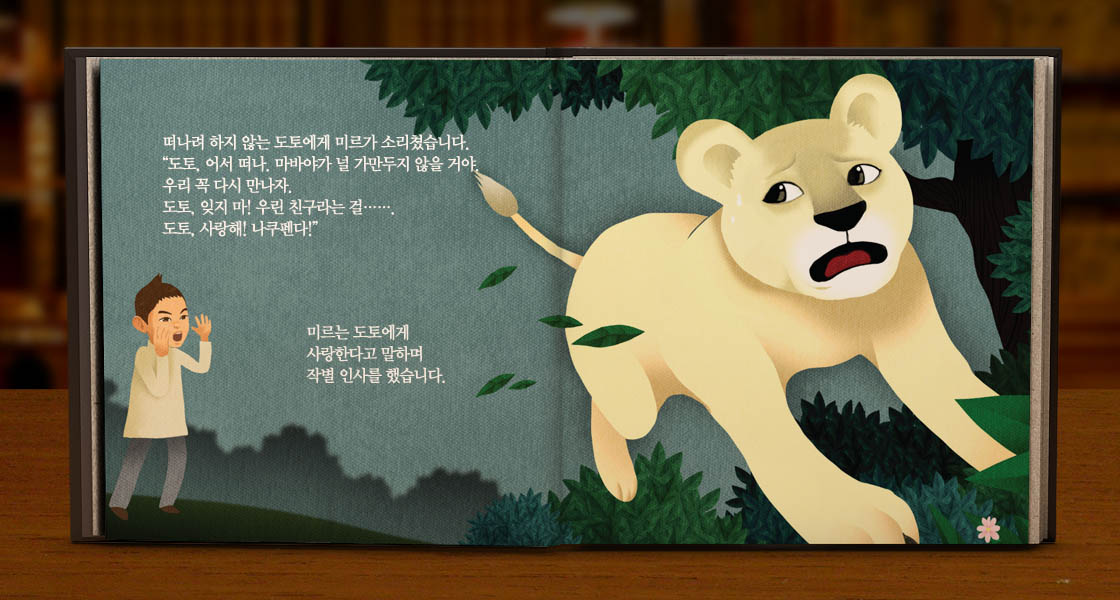 떠나려 하지 않는 도토에게 미르가 소리쳤습니다.
“도토, 어서 떠나. 마바야가 널 가만두지 않을 거야.
우리 꼭 다시 만나자.
도토, 잊지 마! 우린 친구라는 걸…….
도토, 사랑해! 나쿠펜다!”
미르는 도토에게
사랑한다고 말하며
작별 인사를 했습니다.